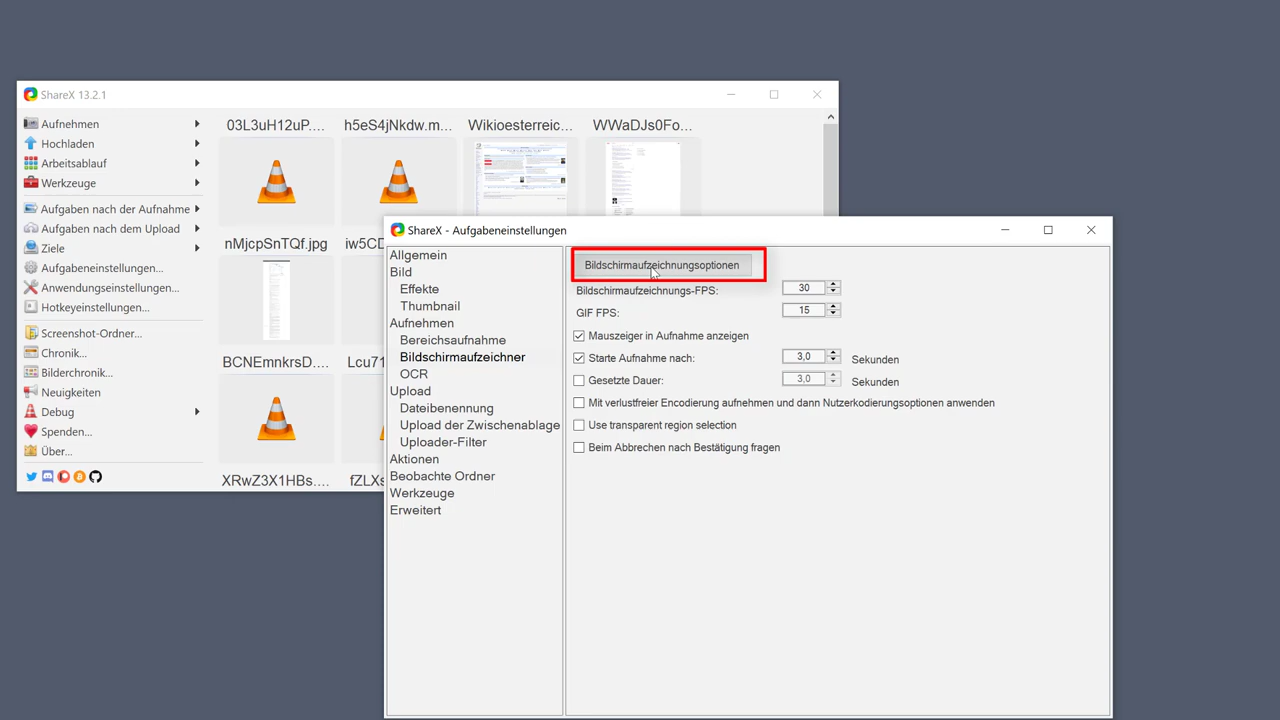 ShareX 13.2.1
Aufnehmen
Hochladen
Arbeitsablauf
Werkzeuge
Aufgaben nach der Aufnahme
Aufgaben nach dem Upload
Ziele
Aufgabeneinstellungen...
Anwendungseinstellungen...
Hotkeyeinstellungen...
Screenshot-Ordner...
Chronik...
Bilderchronik...
Neuigkeiten
Debug
Spenden...
Über...
03L3uH12uP....
h5eS4jNkdw.m...
Wikioesterreic...
WWaDJs0Fo...
nMjcpSnTQf.jpg
iw5CD
BCNEmnkrsD....
Lcu71
XRwZ3X1HBs....
fZLXs
ShareX - Aufgabeneinstellungen
Allgemein
Bild
Effekte
Thumbnail
Aufnehmen
Bereichsaufnahme
Bildschirmaufzeichner
OCR
Upload
Dateibenennung
Upload der Zwischenablage
Uploader-Filter
Aktionen
Beobachte Ordner
Werkzeuge
Erweitert
Bildschirmaufzeichnungsoptionen
Bildschirmaufzeichnungs-FPS: 30
GIF FPS: 15
Mauszeiger in Aufnahme anzeigen
Starte Aufnahme nach: 3,0 Sekunden
Gesetzte Dauer: 3,0 Sekunden
Mit verlustfreier Encodierung aufnehmen und dann Nutzerkodierungsoptionen anwenden
Use transparent region selection
Beim Abbrechen nach Bestätigung fragen